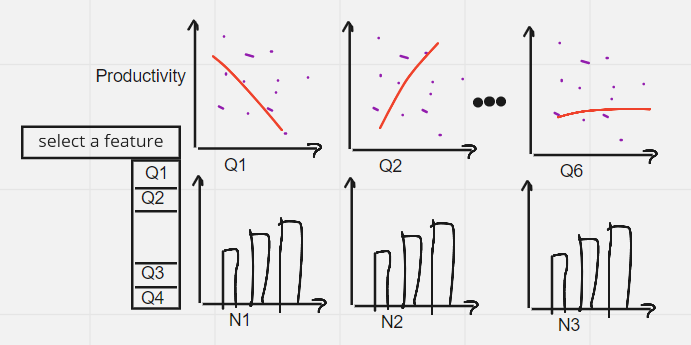 Productivity
Q1
Q2
Q6
select a feature
Q1
Q2
Q3
Q4
N1
N2
N3